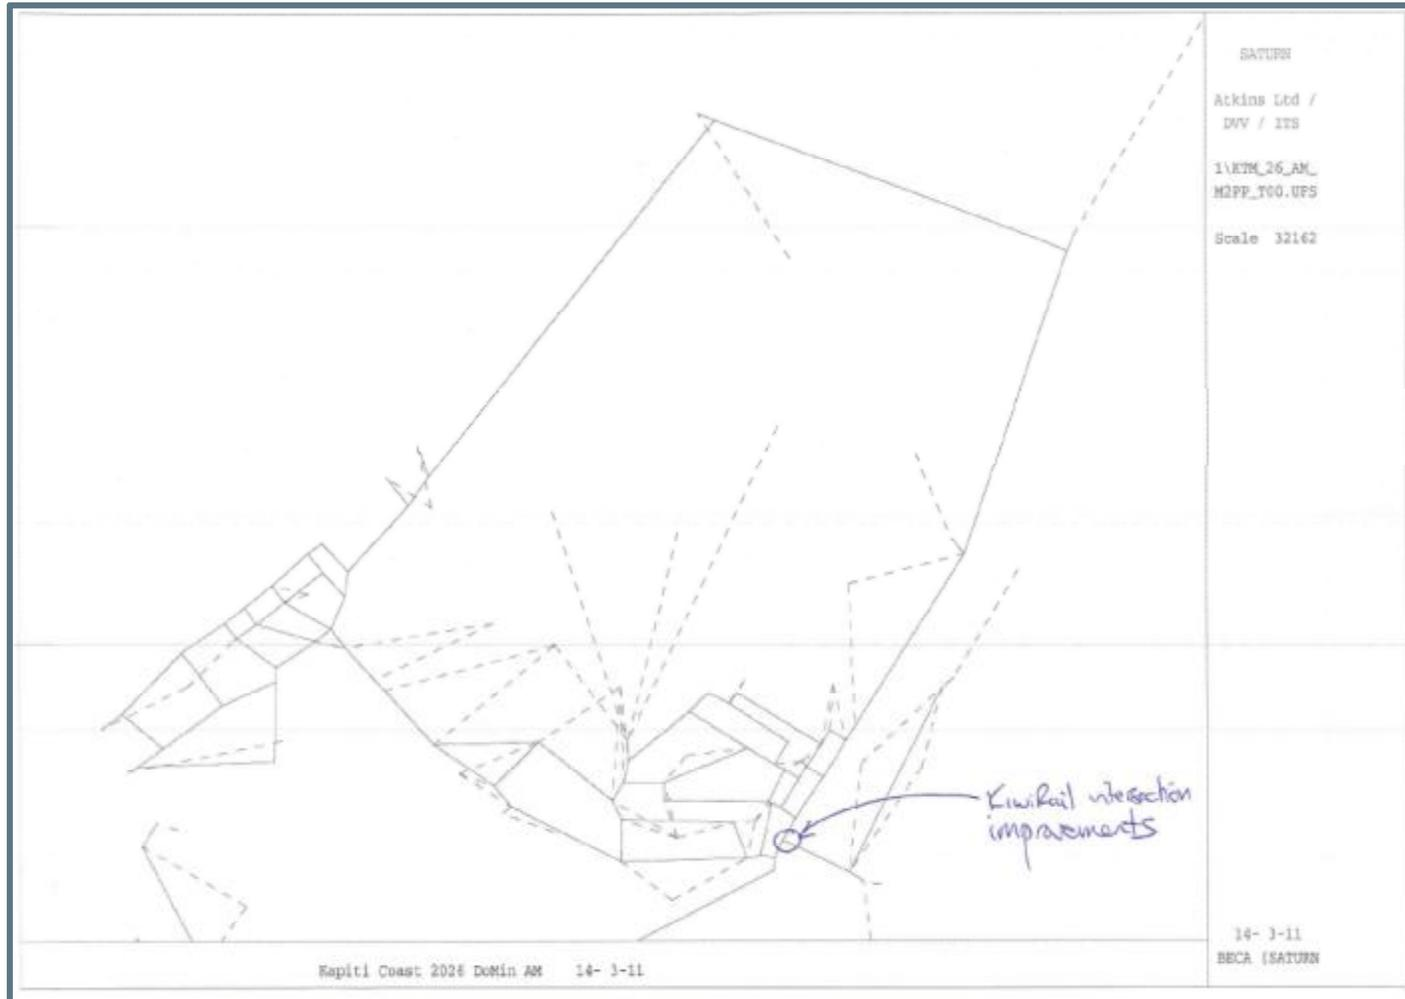 SATURN
Atkins Ltd /
DVV / ITS
1\KTM_26_AM_
M2PP_T00.UFS
Scale 32162
KiwiRail intersection
improvements
14- 3-11
BECA (SATURN
Kapiti Coast 2026 DoMin AM 14- 3-11